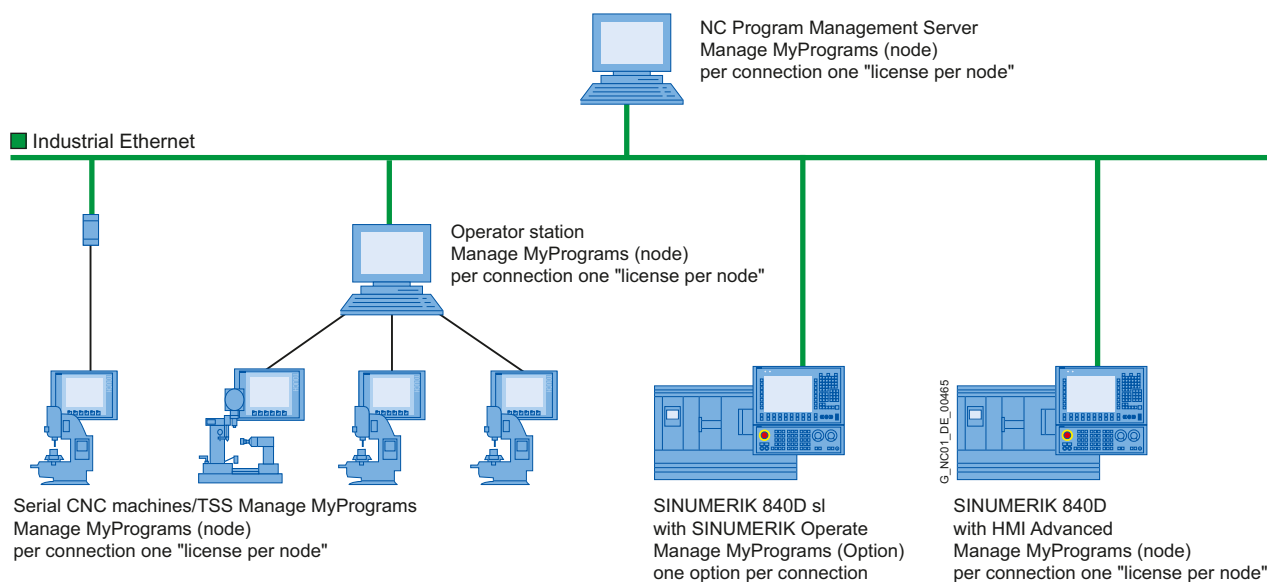 NC Program Management Server
Manage MyPrograms (node)
per connection one "license per node"
Industrial Ethernet
Operator station
Manage MyPrograms (node)
per connection one "license per node"
Serial CNC machines/TSS Manage MyPrograms
Manage MyPrograms (node)
per connection one "license per node"
SINUMERIK 840D sl
with SINUMERIK Operate
Manage MyPrograms (Option)
one option per connection
G_NC01_DE_00465
SINUMERIK 840D
with HMI Advanced
Manage MyPrograms (node)
per connection one "license per node"